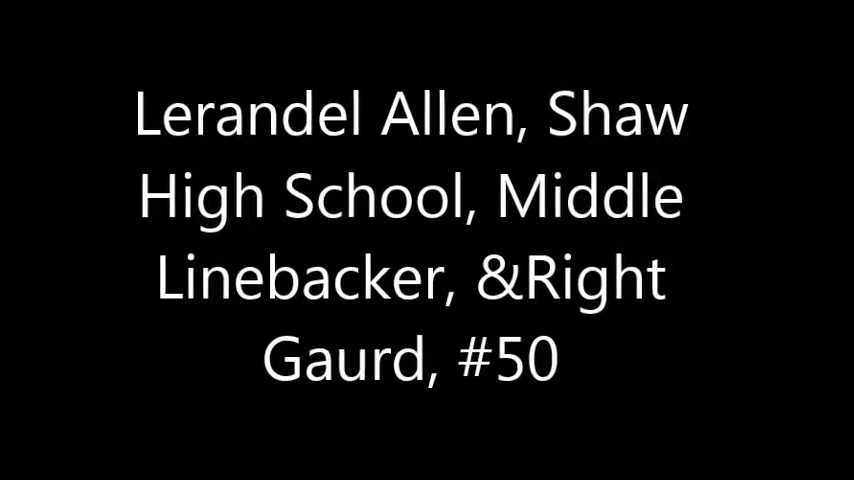 Lerandel Allen, Shaw
High School, Middle
Linebacker, &Right
Gaurd, #50